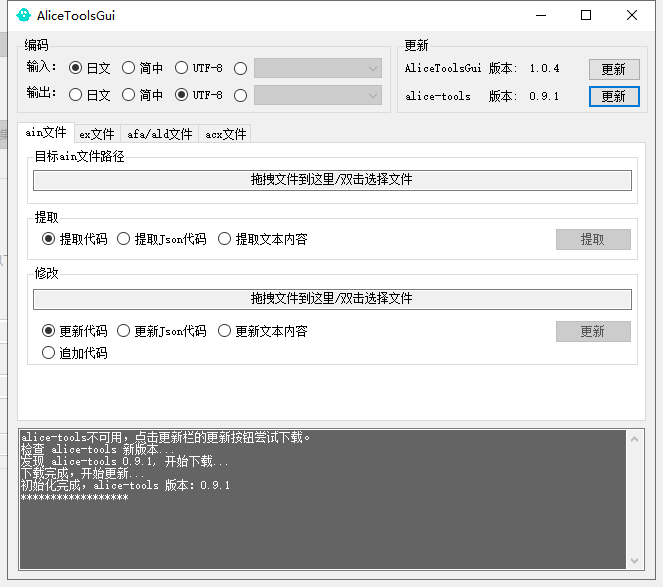 AliceToolsGui
编码
输入: 日文 简中 UTF-8
输出: 日文 简中 UTF-8
更新
AliceToolsGui 版本: 1.0.4 更新
alice-tools 版本: 0.9.1 更新
ain文件 ex文件 afa/ald文件 acx文件
目标ain文件路径
拖拽文件到这里/双击选择文件
提取
提取代码 提取Json代码 提取文本内容 提取
修改
拖拽文件到这里/双击选择文件
更新代码 更新Json代码 更新文本内容 更新
追加代码
alice-tools不可用，点击更新栏的更新按钮尝试下载。
检查 alice-tools 新版本...
发现 alice-tools 0.9.1, 开始下载...
下载完成，开始更新...
初始化完成，alice-tools 版本：0.9.1
******************